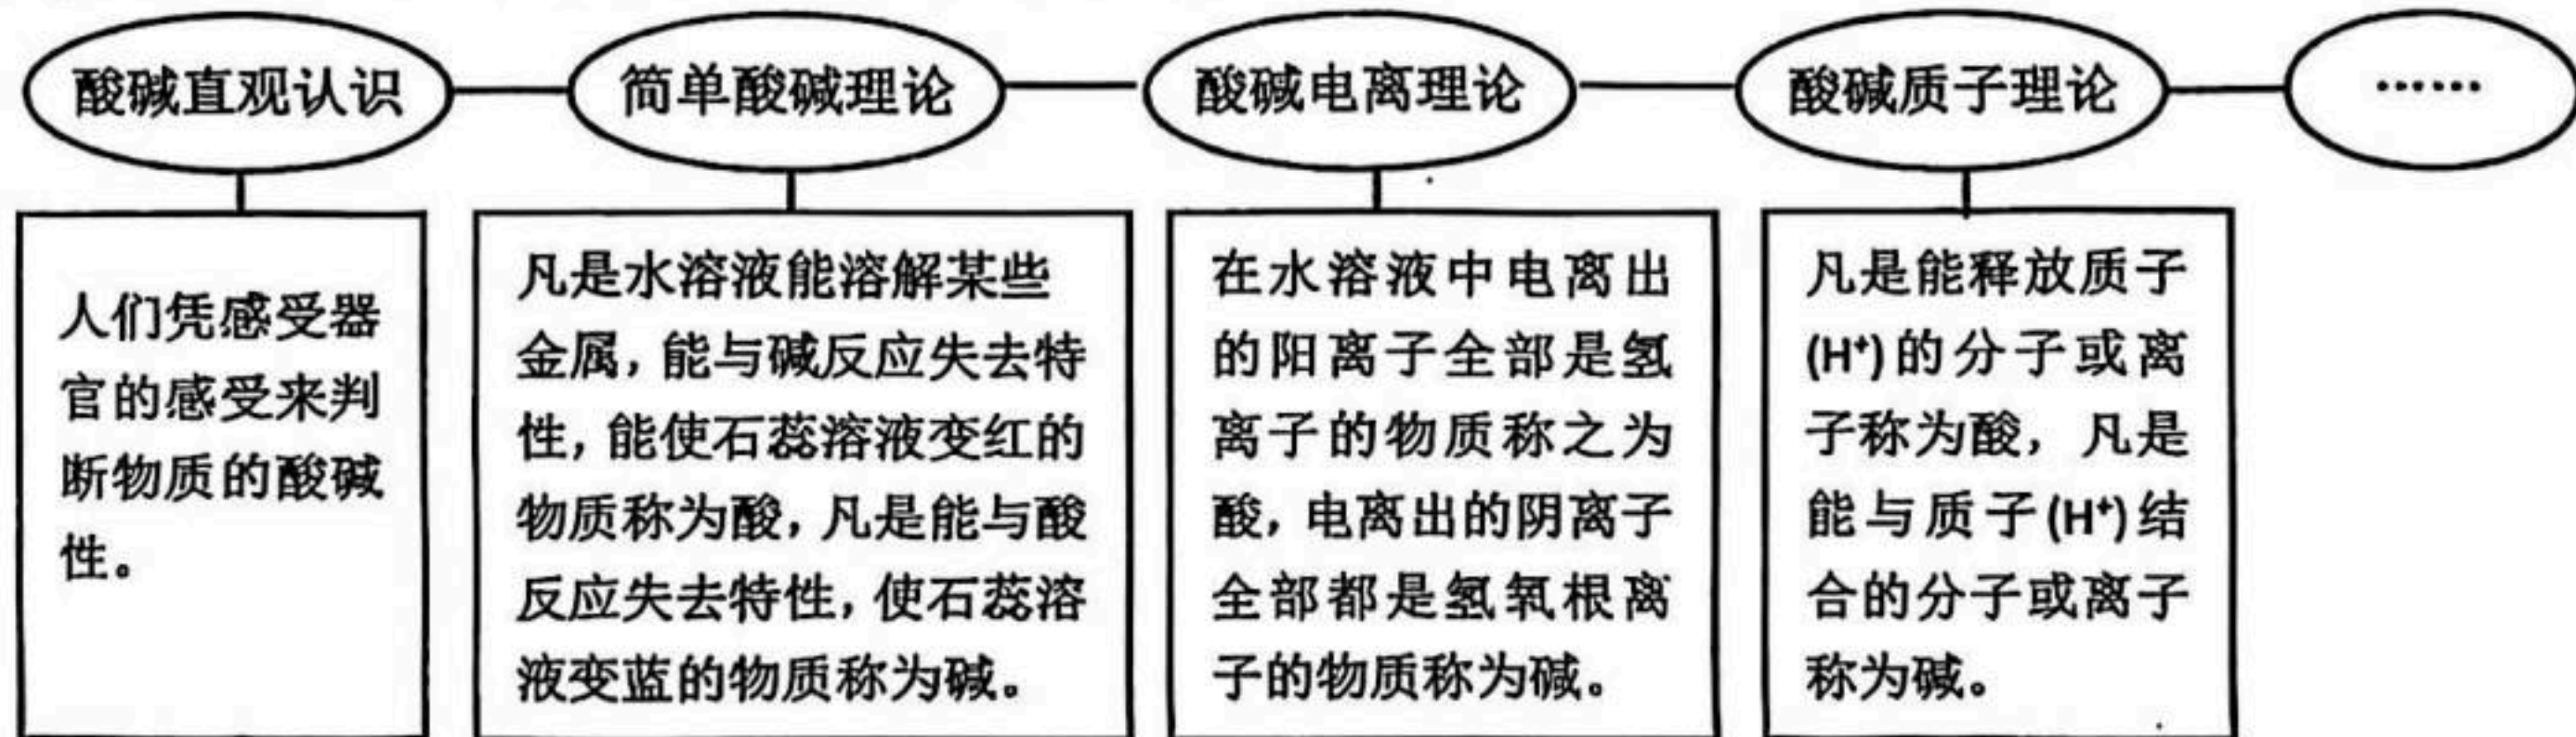 酸碱直观认识
简单酸碱理论
酸碱电离理论
酸碱质子理论
……
人们凭感受器
官的感受来判
断物质的酸碱
性。
凡是水溶液能溶解某些
金属，能与碱反应失去特
性，能使石蕊溶液变红的
物质称为酸，凡是能与酸
反应失去特性，使石蕊溶
液变蓝的物质称为碱。
在水溶液中电离出
的阳离子全部是氢
离子的物质称之为
酸，电离出的阴离子
全部都是氢氧根离
子的物质称为碱。
凡是能释放质子
(H⁺)的分子或离
子称为酸，凡是
能与质子(H⁺)结
合的分子或离子
称为碱。